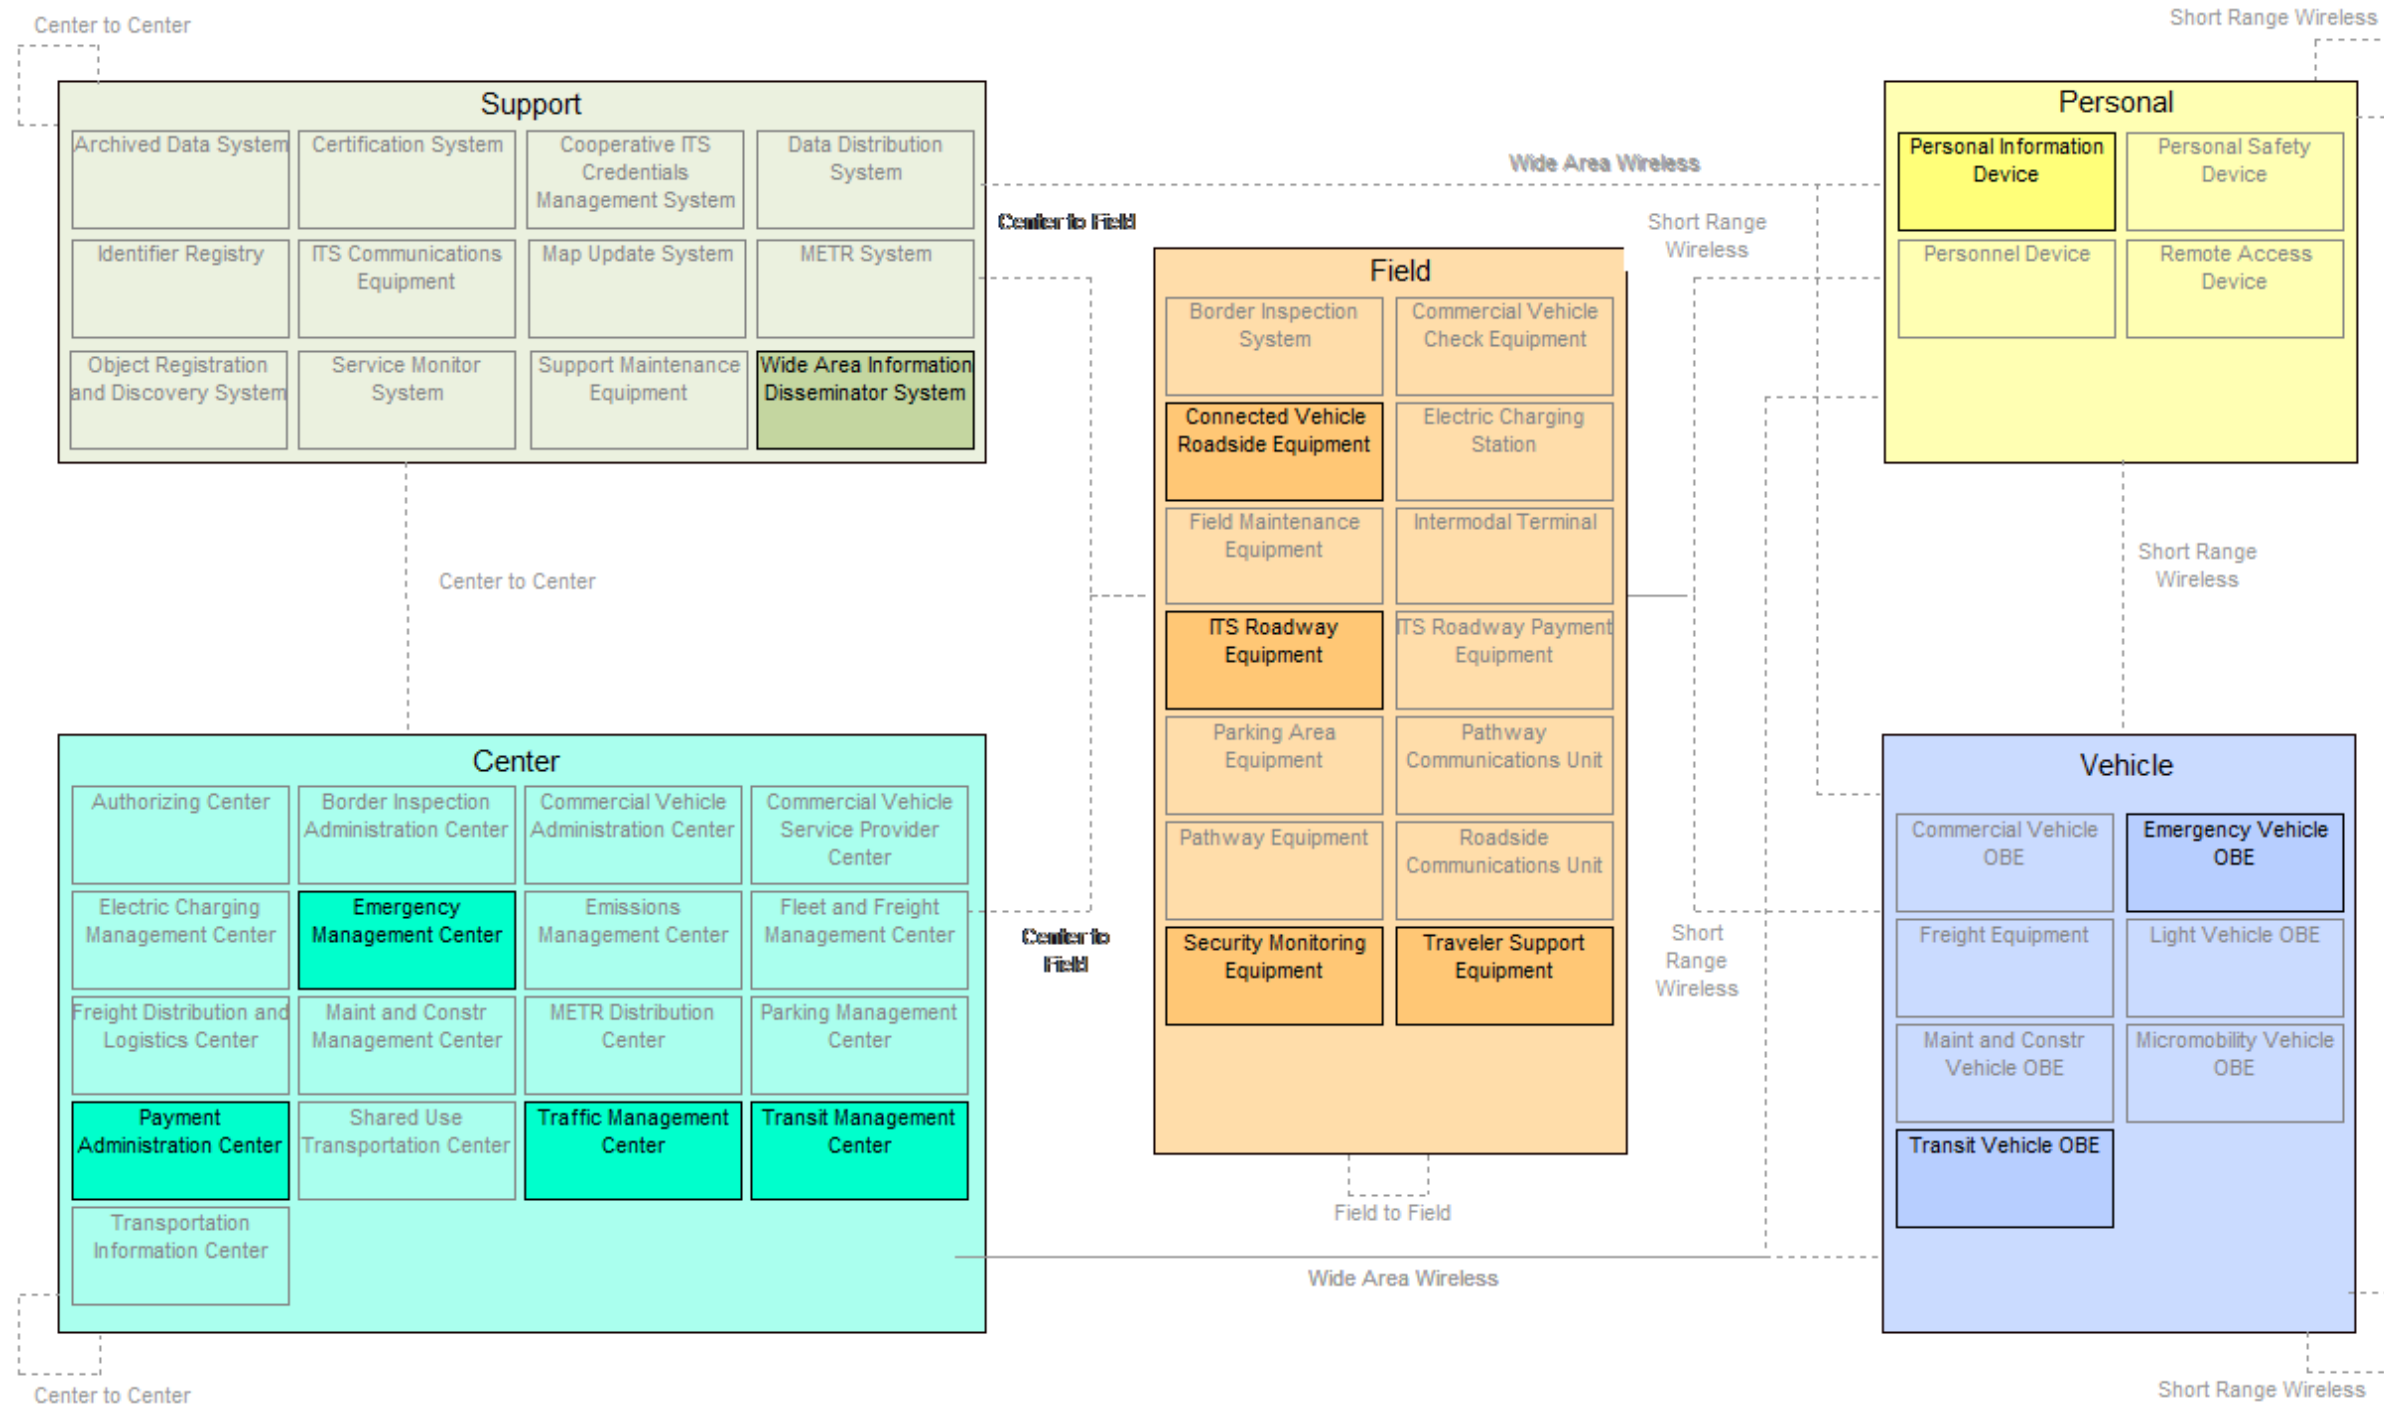 Center to Center
Short Range Wireless
Support
Archived Data System
Certification System
Cooperative ITS
Credentials
Management System
Data Distribution
System
Identifier Registry
ITS Communications
Equipment
Map Update System
METR System
Object Registration
and Discovery System
Service Monitor
System
Support Maintenance
Equipment
Wide Area Information
Disseminator System
Wide Area Wireless
Center to Field
Short Range
Wireless
Personal
Personal Information
Device
Personal Safety
Device
Personnel Device
Remote Access
Device
Field
Border Inspection
System
Commercial Vehicle
Check Equipment
Connected Vehicle
Roadside Equipment
Electric Charging
Station
Field Maintenance
Equipment
Intermodal Terminal
ITS Roadway
Equipment
ITS Roadway Payment
Equipment
Parking Area
Equipment
Pathway
Communications Unit
Pathway Equipment
Roadside
Communications Unit
Security Monitoring
Equipment
Traveler Support
Equipment
Center to Center
Short Range
Wireless
Center
Authorizing Center
Border Inspection
Administration Center
Commercial Vehicle
Administration Center
Commercial Vehicle
Service Provider
Center
Electric Charging
Management Center
Emergency
Management Center
Emissions
Management Center
Fleet and Freight
Management Center
Freight Distribution and
Logistics Center
Maint and Constr
Management Center
METR Distribution
Center
Parking Management
Center
Payment
Administration Center
Shared Use
Transportation Center
Traffic Management
Center
Transit Management
Center
Transportation
Information Center
Center to
Field
Short
Range
Wireless
Vehicle
Commercial Vehicle
OBE
Emergency Vehicle
OBE
Freight Equipment
Light Vehicle OBE
Maint and Constr
Vehicle OBE
Micromobility Vehicle
OBE
Transit Vehicle OBE
Field to Field
Wide Area Wireless
Center to Center
Short Range Wireless